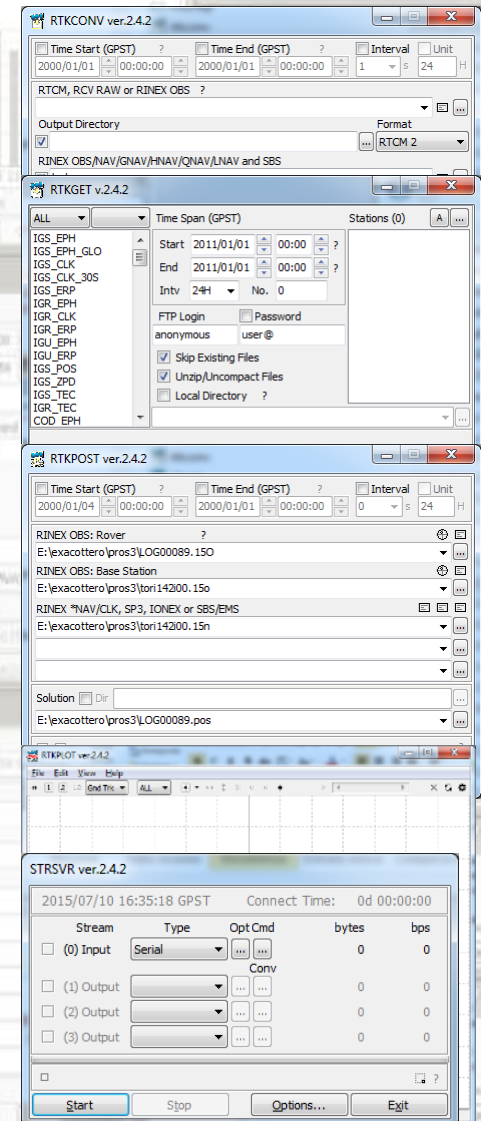 RTKCONV ver.2.4.2
Time Start (GPST) ? Time End (GPST) ? Interval Unit
2000/01/01 00:00:00 2000/01/01 00:00:00 1 s 24 H
RTCM, RCV RAW or RINEX OBS ?
...
Output Directory Format
... RTCM 2
RINEX OBS/NAV/GNAV/HNAV/QNAV/LNAV and SBS
RTKGET v.2.4.2
ALL Time Span (GPST) Stations (0) A ...
IGS_EPH
IGS_EPH_GLO
IGS_CLK
IGS_CLK_30S
IGS_ERP
IGR_EPH
IGR_CLK
IGR_ERP
IGU_EPH
IGU_ERP
IGS_POS
IGS_ZPD
IGS_TEC
IGR_TEC
COD_EPH
Start 2011/01/01 00:00 ?
End 2011/01/01 00:00 ?
Intv 24H No. 0
FTP Login Password
anonymous user@
Skip Existing Files
Unzip/Uncompact Files
Local Directory ?
...
RTKPOST ver.2.4.2
Time Start (GPST) ? Time End (GPST) ? Interval Unit
2000/01/04 00:00:00 2000/01/01 00:00:00 0 s 24 H
RINEX OBS: Rover ?
E:\exacottero\pros3\LOG00089.15O ...
RINEX OBS: Base Station
E:\exacottero\pros3\tori142i00.15o ...
RINEX *NAV/CLK, SP3, IONEX or SBS/EMS
E:\exacottero\pros3\tori142i00.15n ...
...
...
Solution Dir ...
E:\exacottero\pros3\LOG00089.pos ...
RTKPLOT ver.2.4.2
File Edit View Help
1 2 Gnd Trk ALL
STRSVR ver.2.4.2
2015/07/10 16:35:18 GPST Connect Time: 0d 00:00:00
Stream Type Opt Cmd bytes bps
(0) Input Serial ... ... 0 0
Conv
(1) Output ... ... 0 0
(2) Output ... ... 0 0
(3) Output ... ... 0 0
?
Start Stop Options... Exit